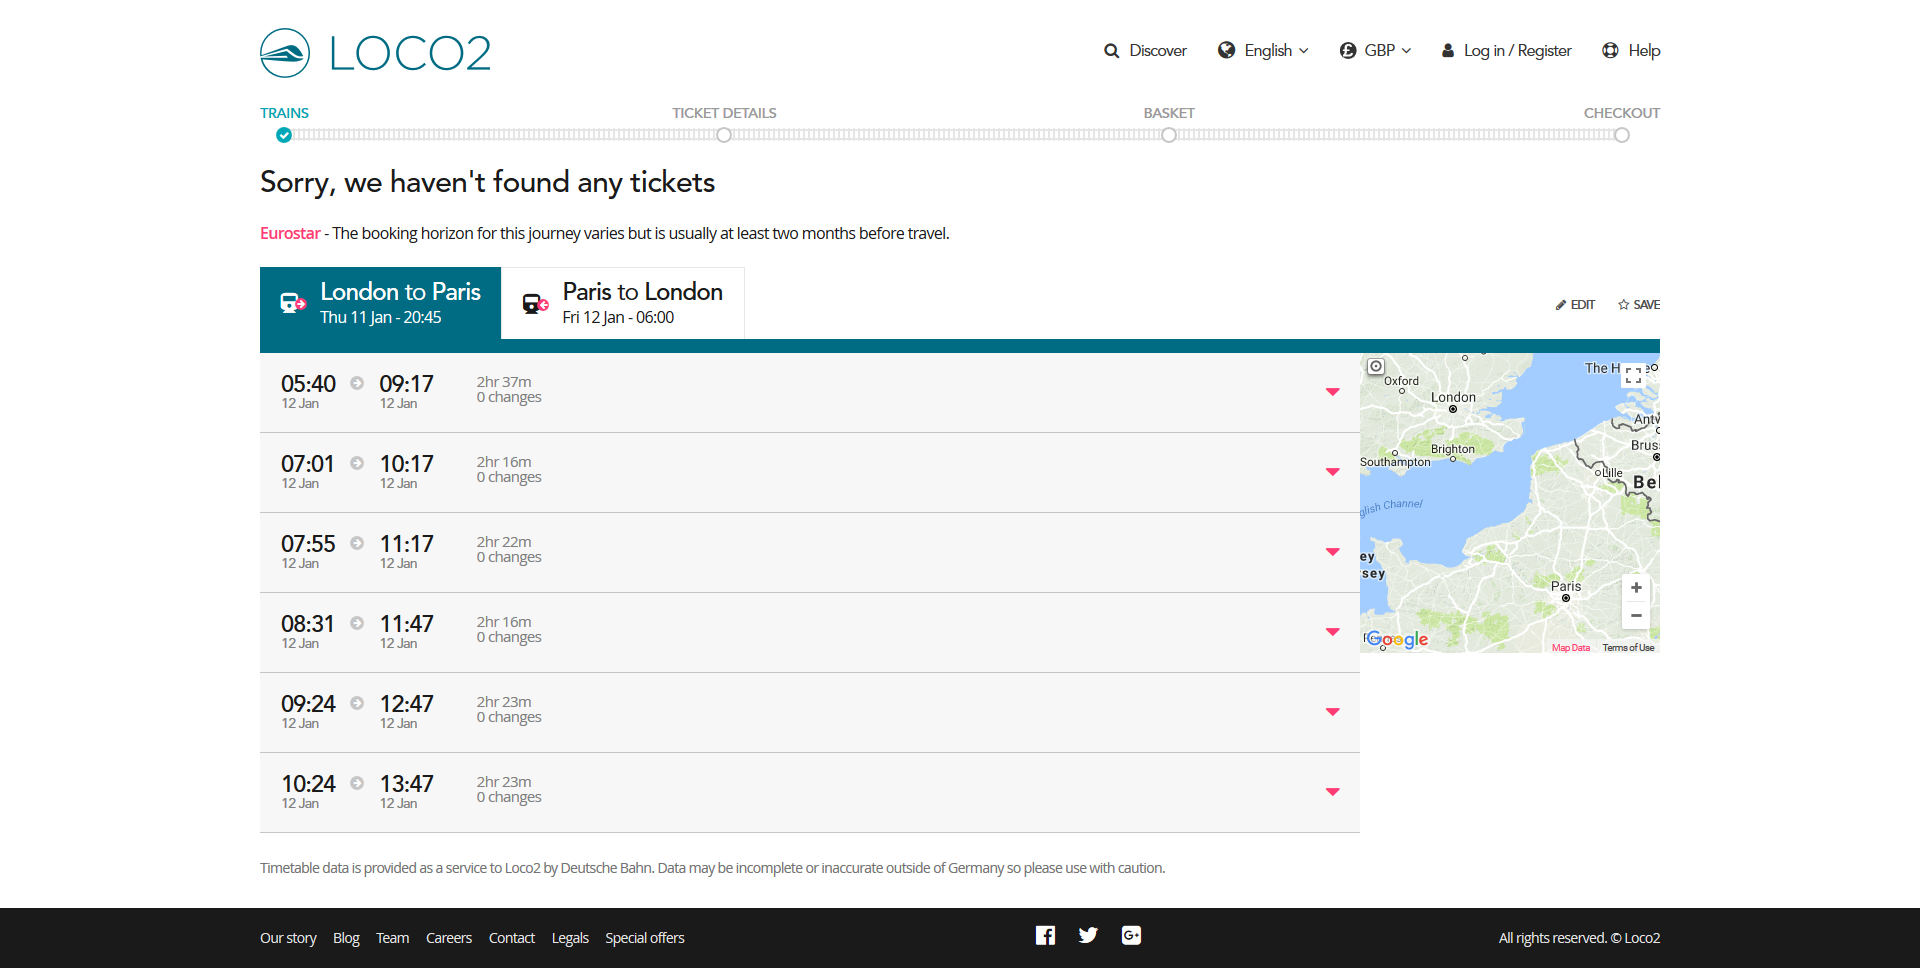 LOCO2
Discover
English
GBP
Log in / Register
Help
TRAINS
TICKET DETAILS
BASKET
CHECKOUT
Sorry, we haven't found any tickets
Eurostar - The booking horizon for this journey varies but is usually at least two months before travel.
London to Paris
Thu 11 Jan - 20:45
Paris to London
Fri 12 Jan - 06:00
EDIT
SAVE
05:40 09:17 2hr 37m
12 Jan 12 Jan 0 changes
07:01 10:17 2hr 16m
12 Jan 12 Jan 0 changes
07:55 11:17 2hr 22m
12 Jan 12 Jan 0 changes
08:31 11:47 2hr 16m
12 Jan 12 Jan 0 changes
09:24 12:47 2hr 23m
12 Jan 12 Jan 0 changes
10:24 13:47 2hr 23m
12 Jan 12 Jan 0 changes
The H
Oxford
London
Antw
Brighton
Brus
Southampton
Lille
Bel
glish Channel
ey
sey
Paris
Google
Map Data
Terms of Use
Timetable data is provided as a service to Loco2 by Deutsche Bahn. Data may be incomplete or inaccurate outside of Germany so please use with caution.
Our story
Blog
Team
Careers
Contact
Legals
Special offers
All rights reserved. © Loco2